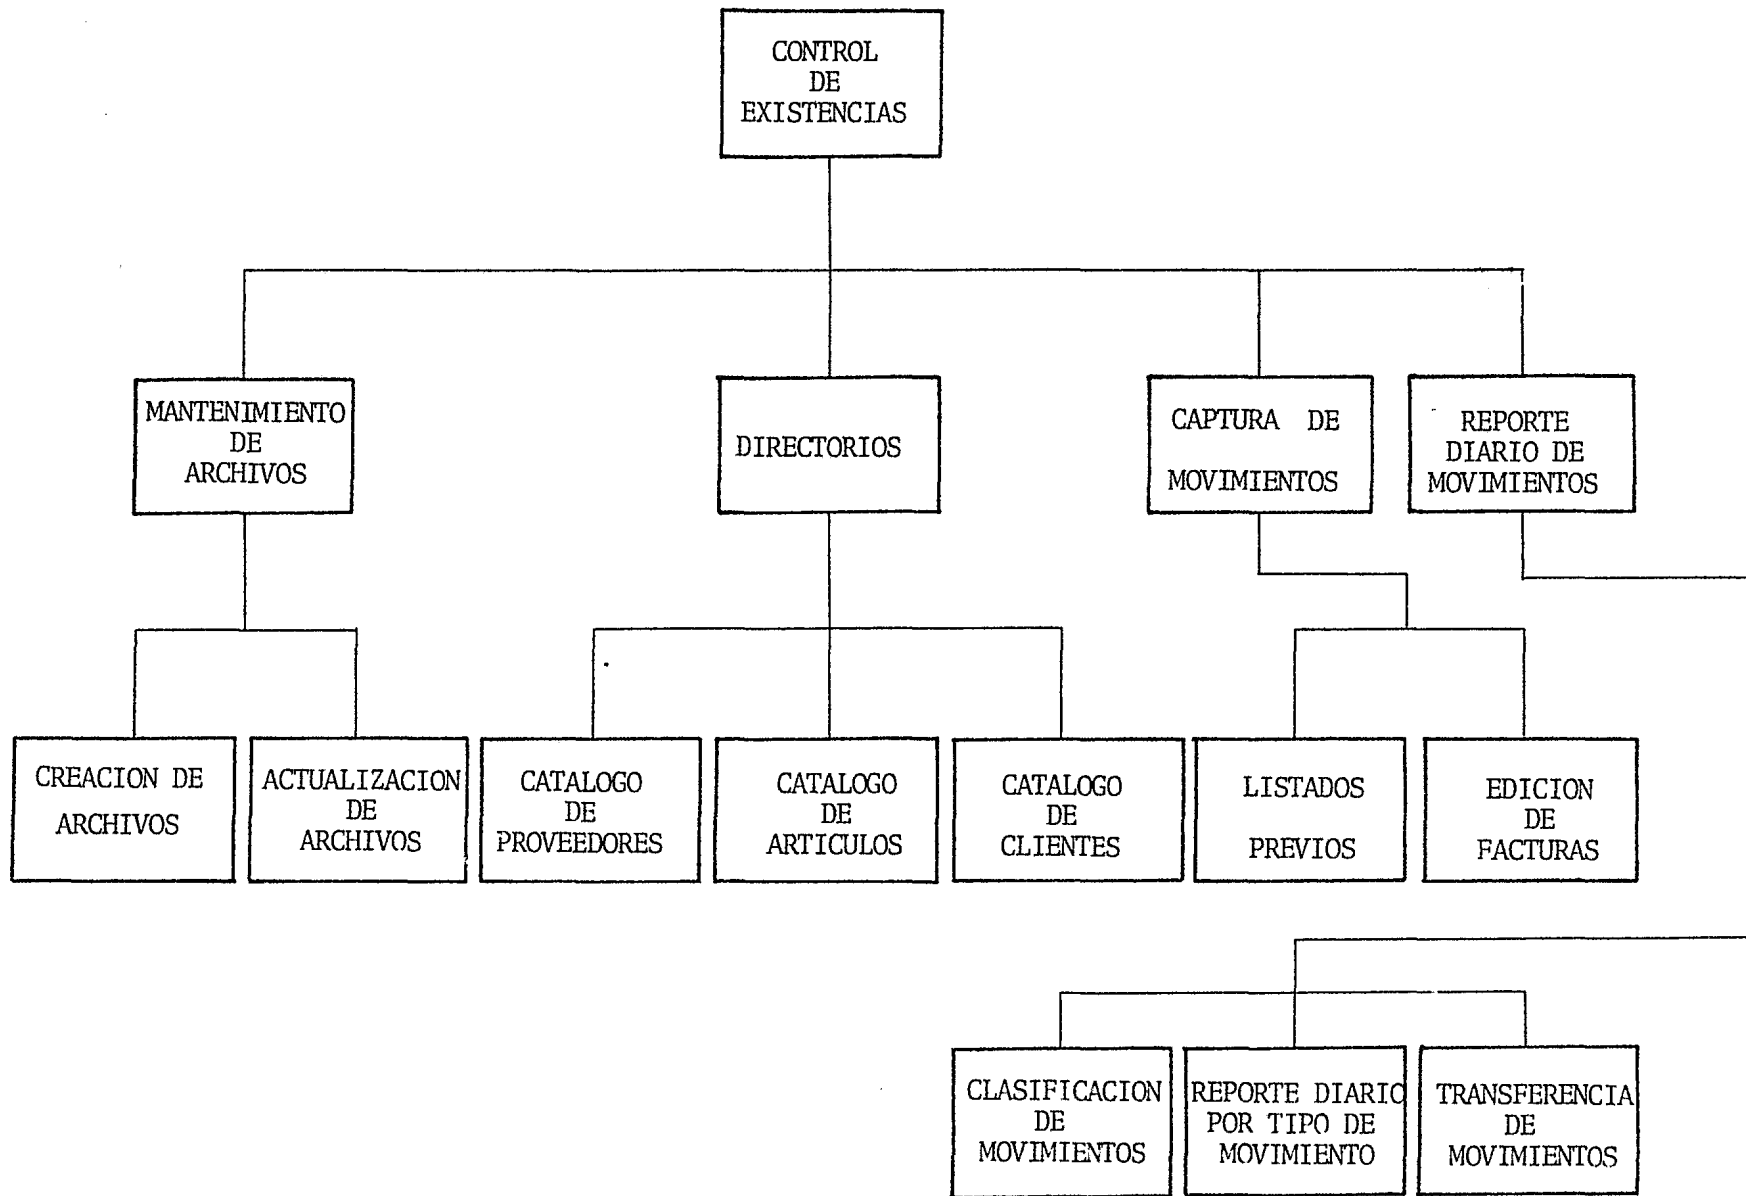 CONTROL
DE
EXISTENCIAS
MANTENIMIENTO
DE
ARCHIVOS
DIRECTORIOS
CAPTURA DE
MOVIMIENTOS
REPORTE
DIARIO DE
MOVIMIENTOS
CREACION DE
ARCHIVOS
ACTUALIZACION
DE
ARCHIVOS
CATALOGO
DE
PROVEEDORES
CATALOGO
DE
ARTICULOS
CATALOGO
DE
CLIENTES
LISTADOS
PREVIOS
EDICION
DE
FACTURAS
CLASIFICACION
DE
MOVIMIENTOS
REPORTE DIARIO
POR TIPO DE
MOVIMIENTO
TRANSFERENCIA
DE
MOVIMIENTOS